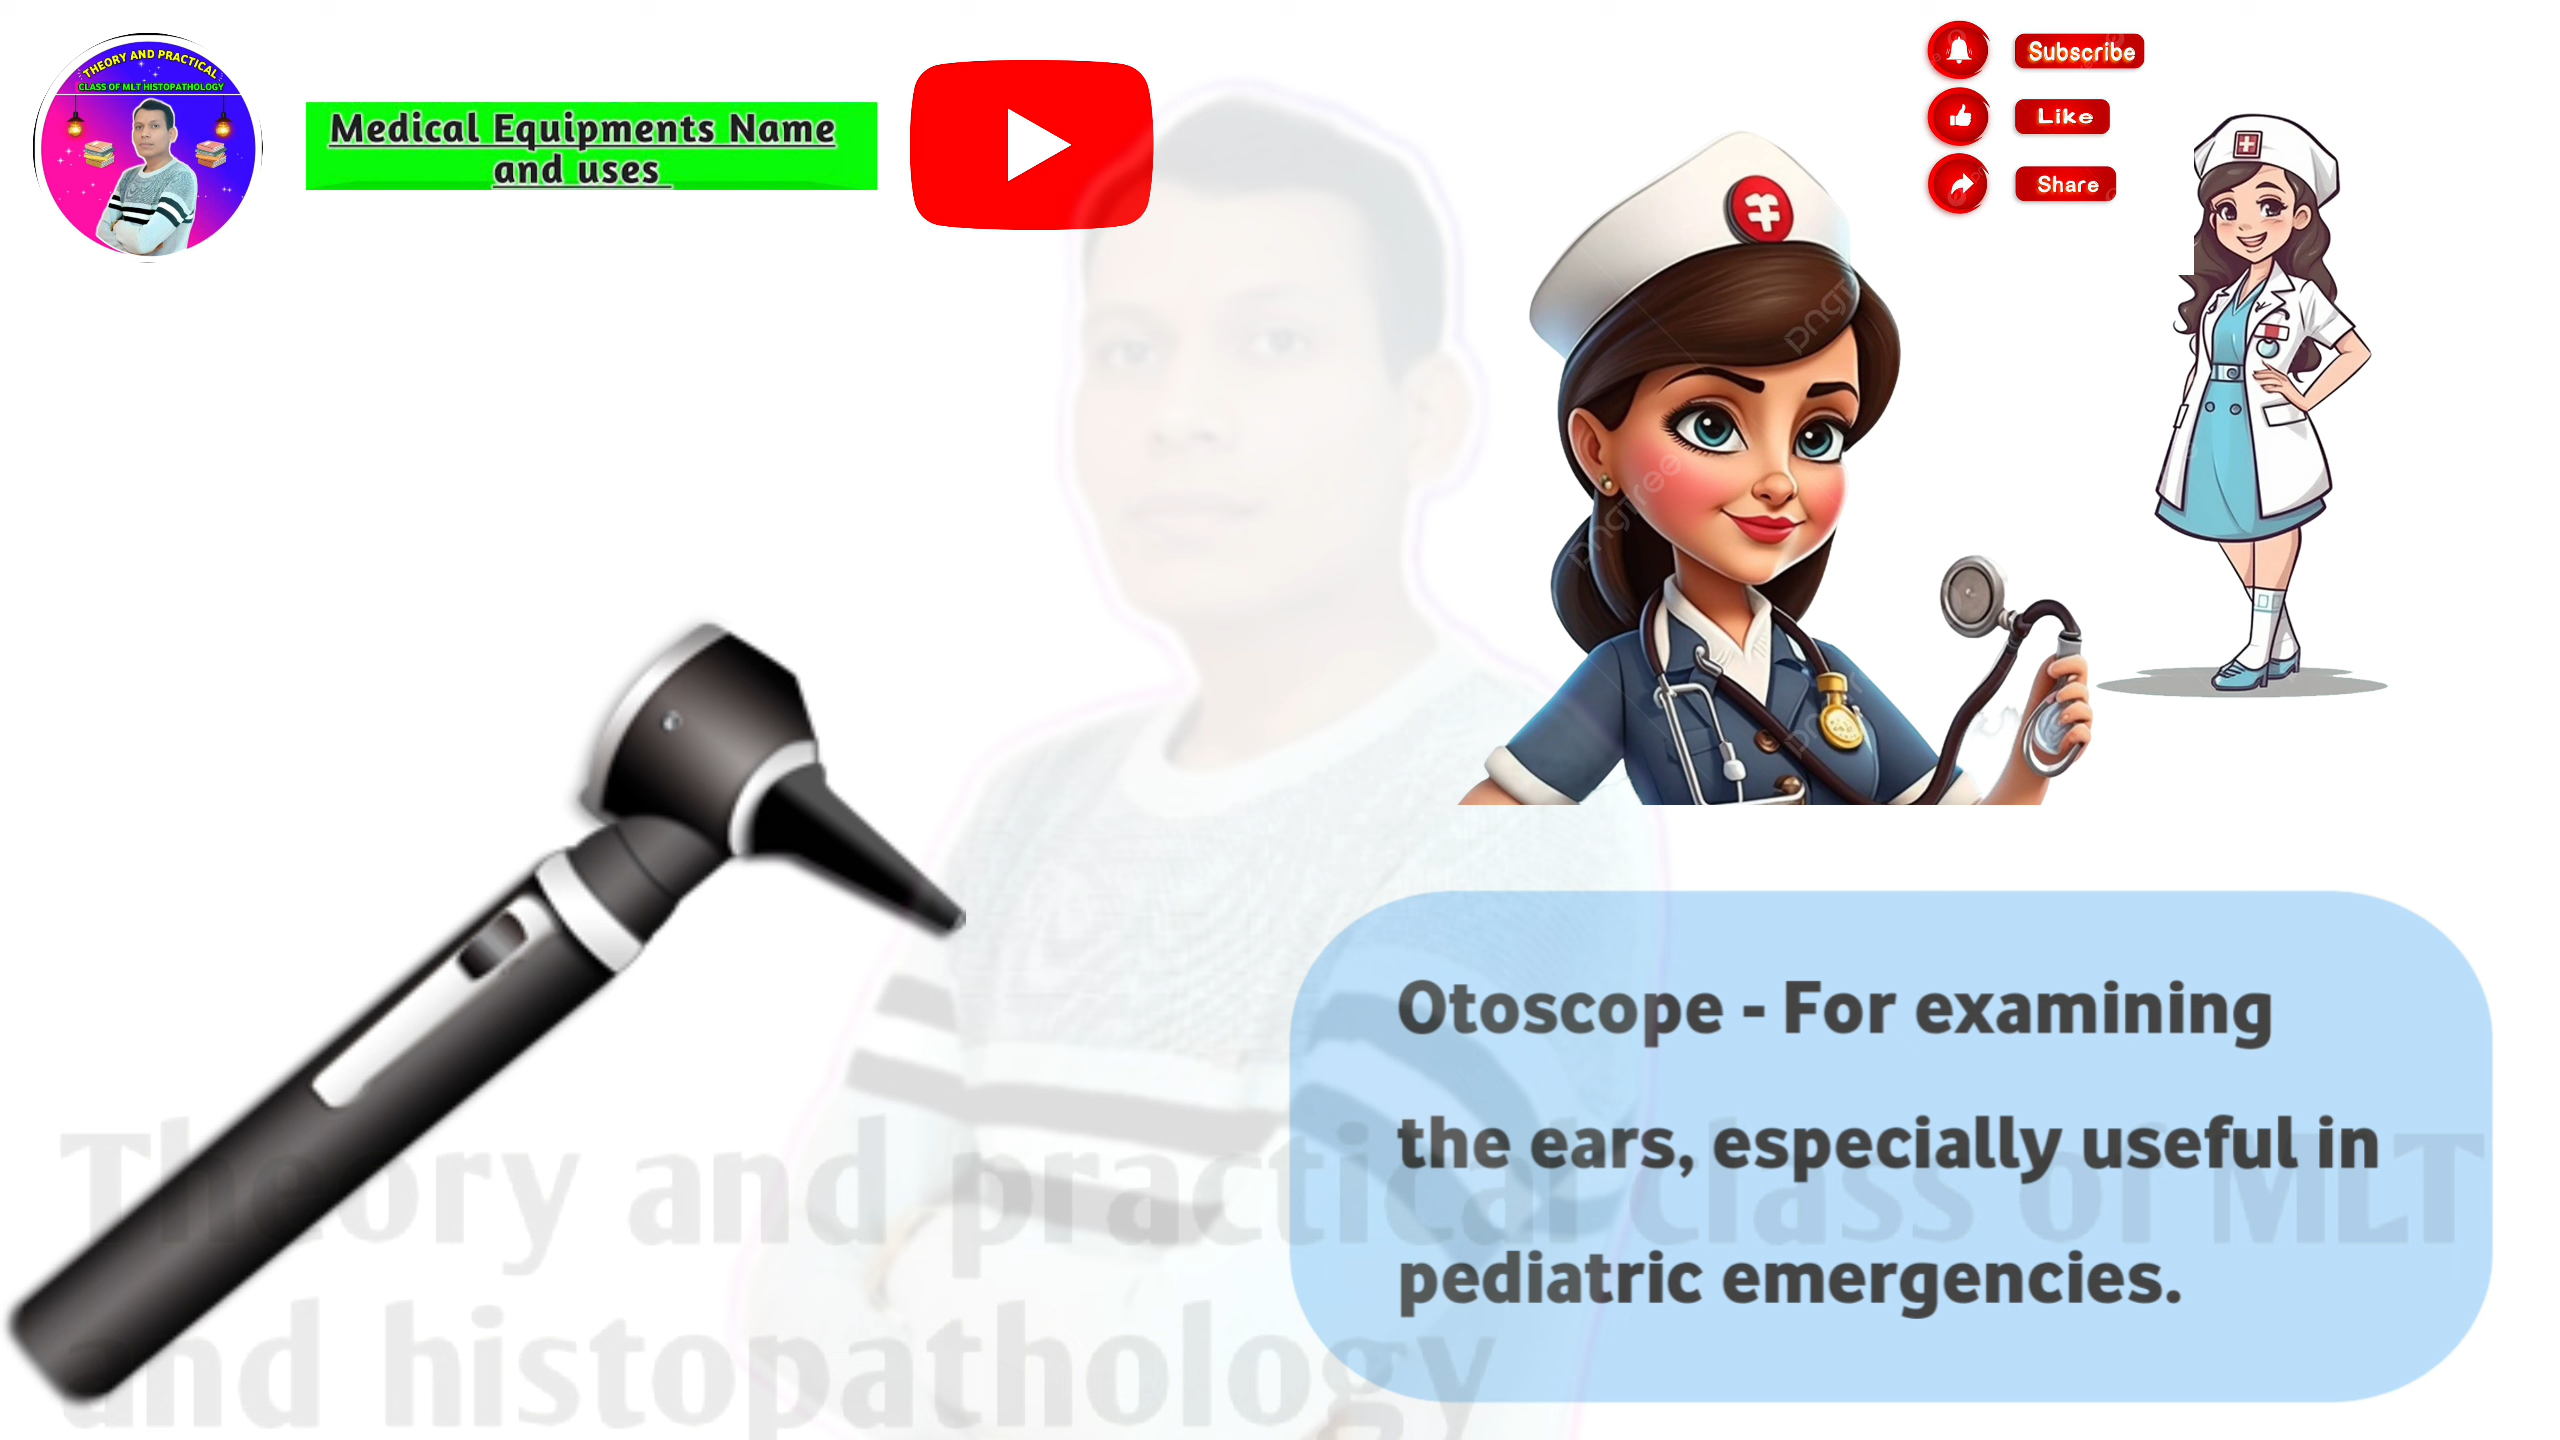 THEORY AND PRACTICAL
CLASS OF MLT HISTOPATHOLOGY
Medical Equipments Name
and uses
Subscribe
Like
Share
pngtree
Otoscope - For examining
the ears, especially useful in
pediatric emergencies.
Theory and practical class of MLT
and histopathology